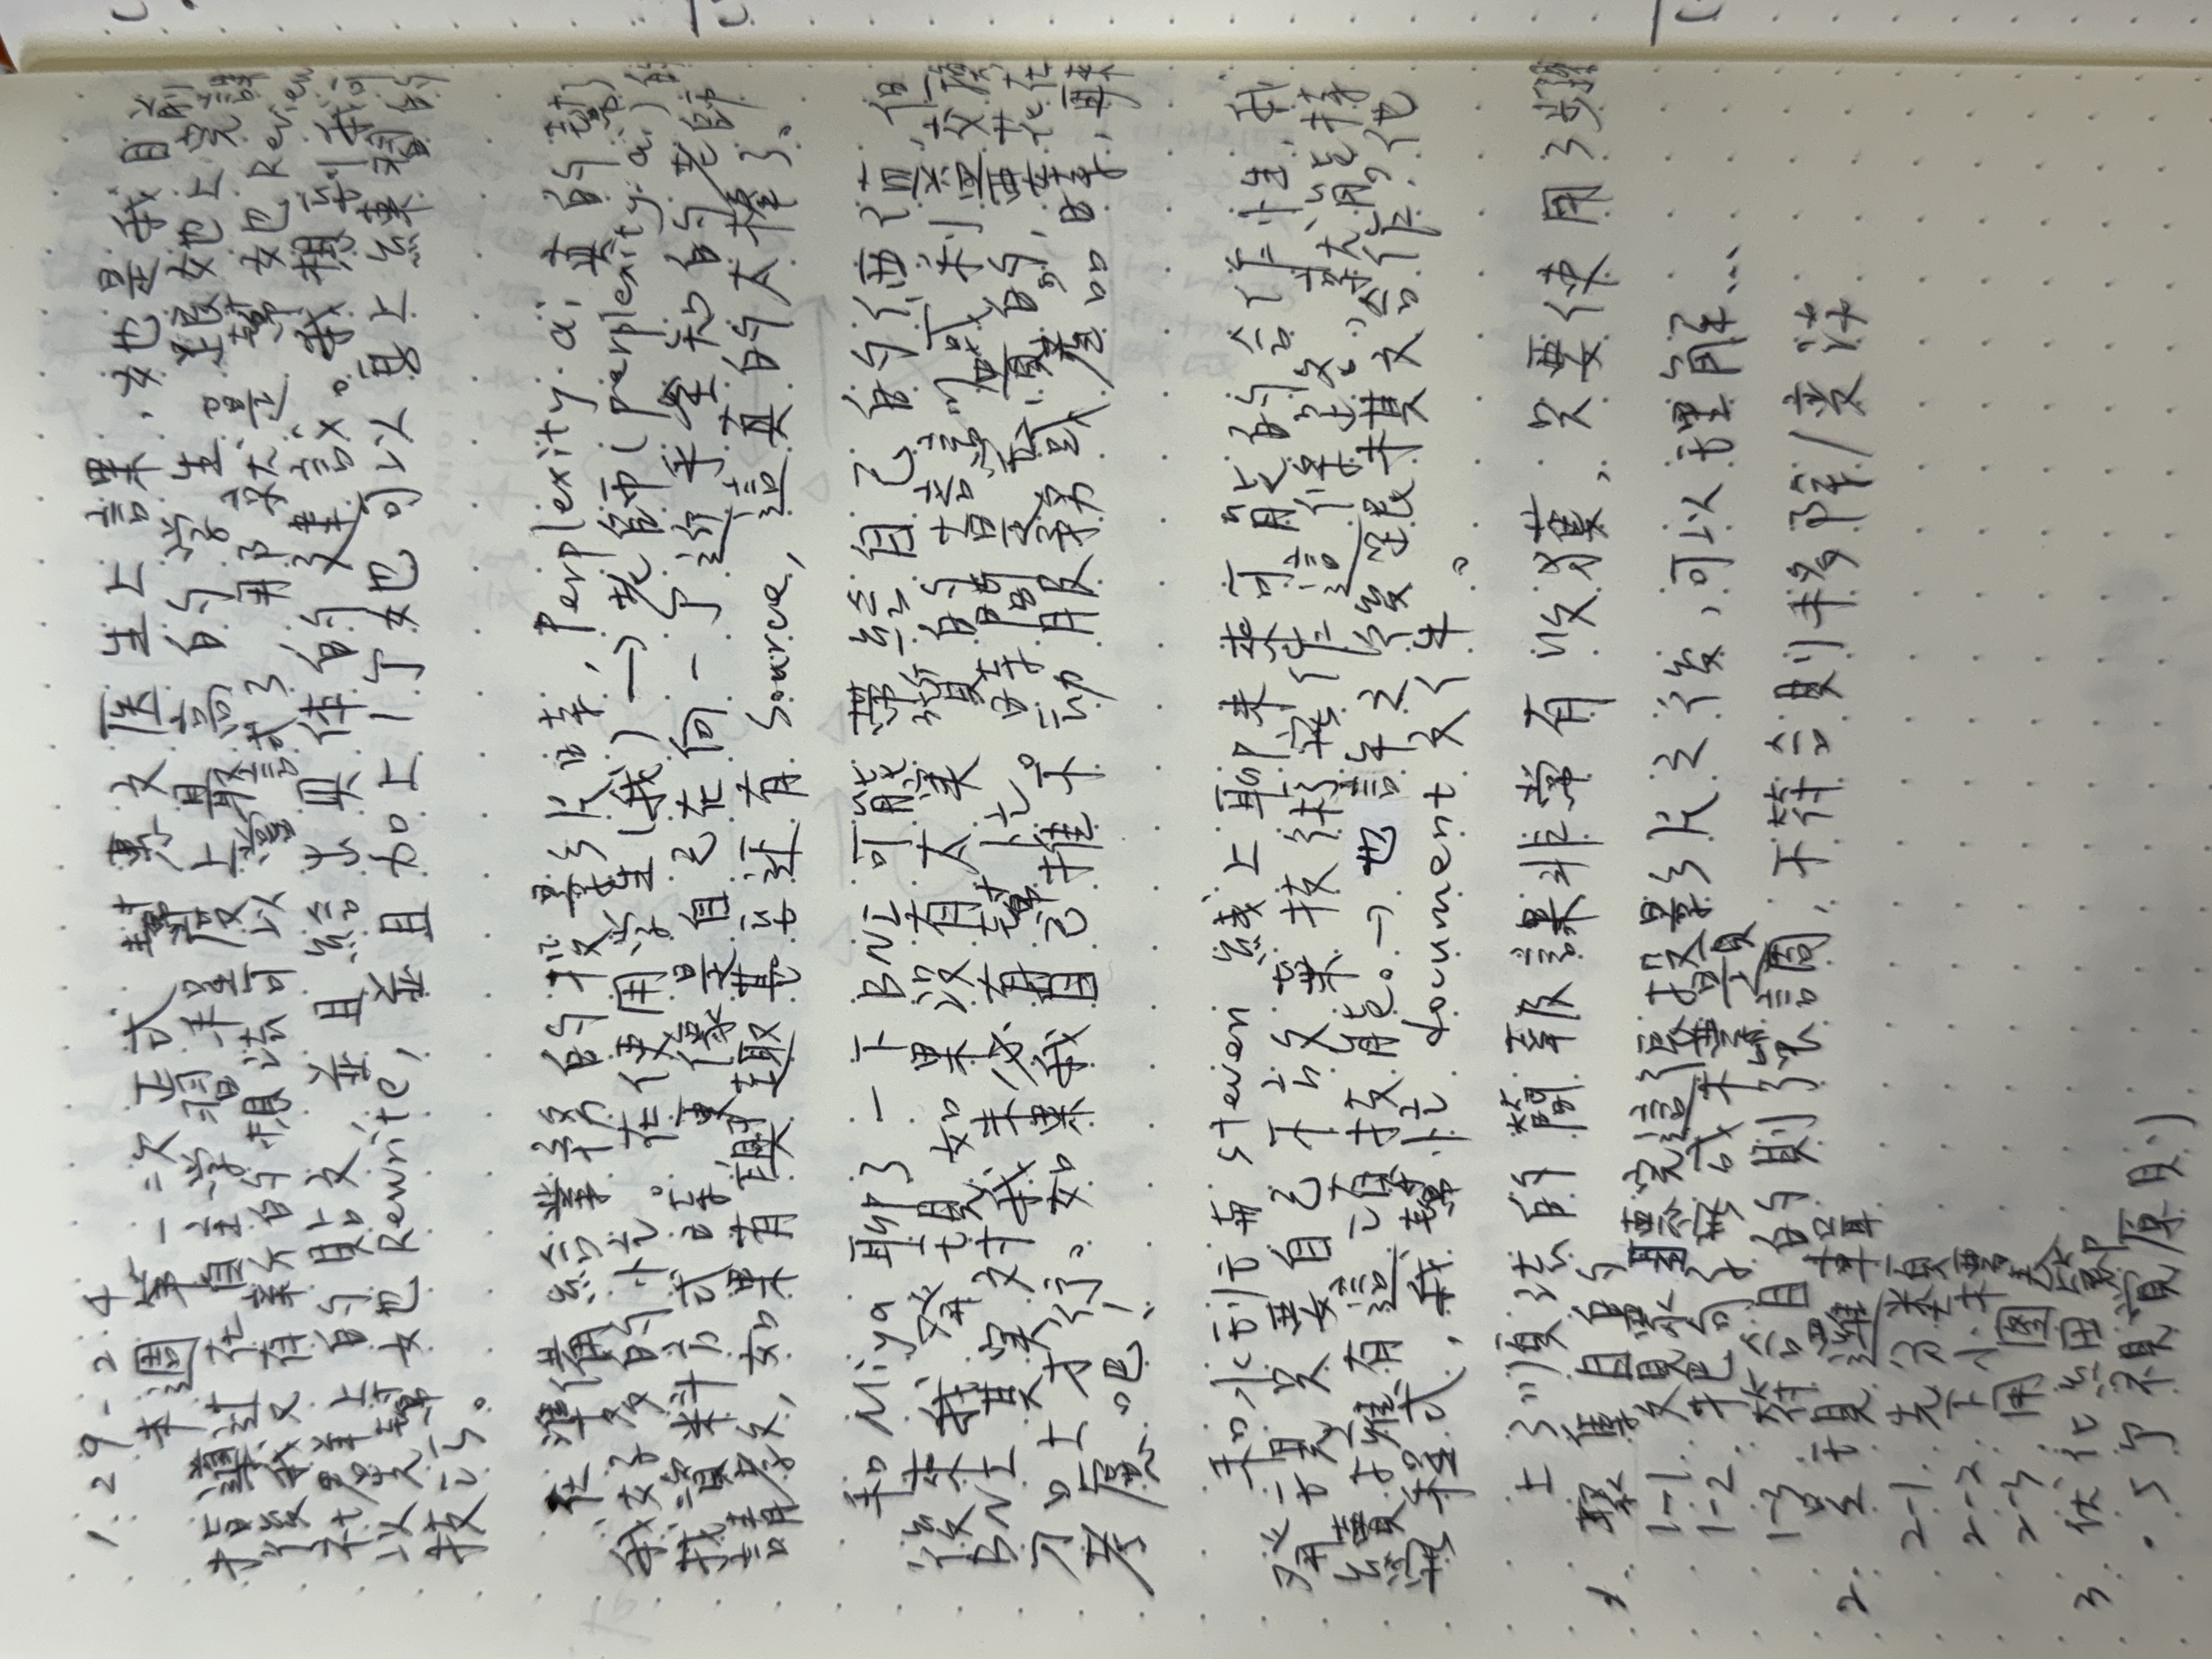 1.29-2.4
本週第一次正式幫惠文医生上課，她是我目前
指導过在自主学習程度上最高的学生。跟她上完課
後我又有新的想法可以嘗試了，那就是幫她Review
社群上的貼文，並且給出具体的建議。我想到我可
以先幫她Rewrite，並且加上1个她可以馬上練習的
技巧。
在準備給業務的投影片時，Perplexity.ai真的幫了
我好多的忙。在使用学生(我)→老師(perplexity.ai)的
找資料方式時，更像是自己在向一个近乎全知的老師
請教，如果有興趣甚至还有Source，這真的太棒了。
和Miya聊了一下BNI可能帶給自己的價值，但
後來我發現如果沒有太实質的 或利益交換
BNI其实对我未必有幫忙。時間是宝貴的，要花在
刀口上才行。如果我自己推不动服務或產品時，再來
考慮吧！
和水到云南Steven綫上聊未來可能的合作性，我
發現只要自己不放棄技術寫作這條路，就能持
續擁有這項技能。→也許之後跟棋文合作？他
寫程式，我幫忙document文件。
上了順法的簡報課非常有收獲，只要使用3步驟
1. 聚集目的
1-1. 观眾聽完這張投影片之後，可以理解...
1-2. 把句子寫成標題
1-3. 符合目的則強調，不符合則移除/变淡
2. 呈現邏輯
2-1. 先分類
2-2. 下小標
2-3. 用圖表
3. 优化細節
·5个視覚原則